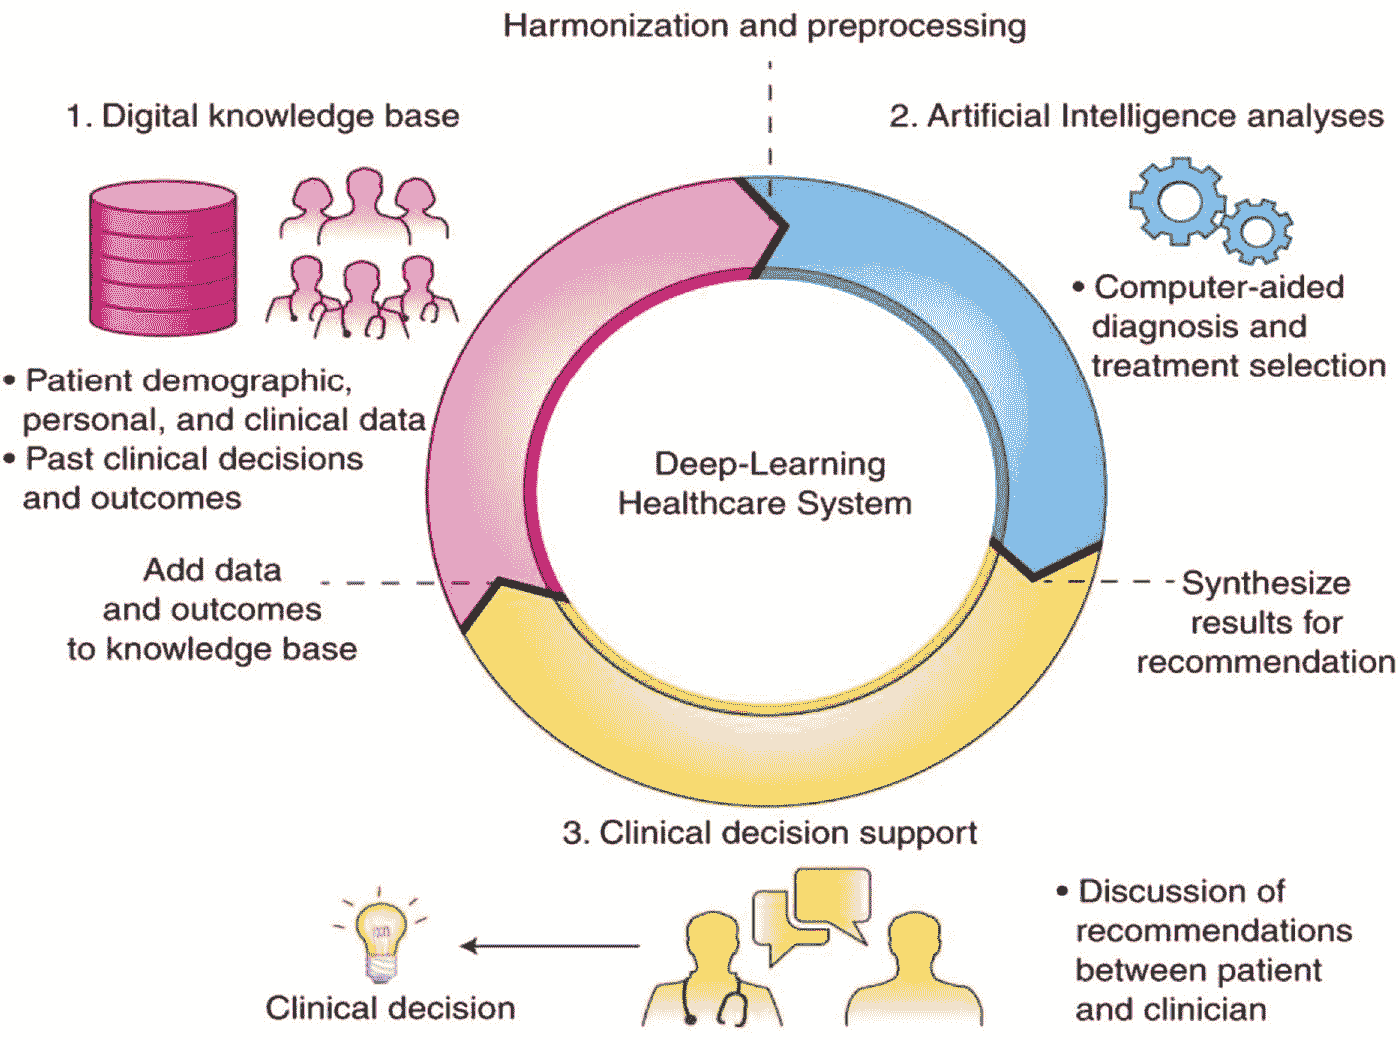 Harmonization and preprocessing
1. Digital knowledge base
2. Artificial Intelligence analyses
• Computer-aided
diagnosis and
treatment selection
• Patient demographic,
personal, and clinical data
• Past clinical decisions
and outcomes
Deep-Learning
Healthcare System
Add data
and outcomes
to knowledge base
Synthesize
results for
recommendation
3. Clinical decision support
• Discussion of
recommendations
between patient
and clinician
Clinical decision